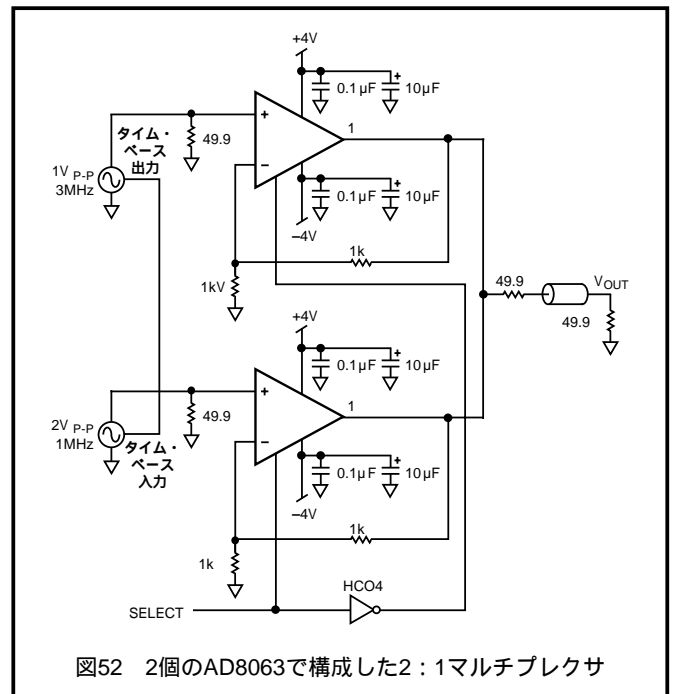 +4V
0.1μF
10μF
タイム・
ベース
出力
49.9
1
1V P-P
3MHz
0.1μF
10μF
–4V
1k
1kV
49.9
VOUT
49.9
+4V
0.1μF
10μF
1
49.9
2V P-P
1MHz
タイム・
ベース
入力
0.1μF
10μF
–4V
1k
1k
HCO4
SELECT
図52 2個のAD8063で構成した2:1マルチプレクサ